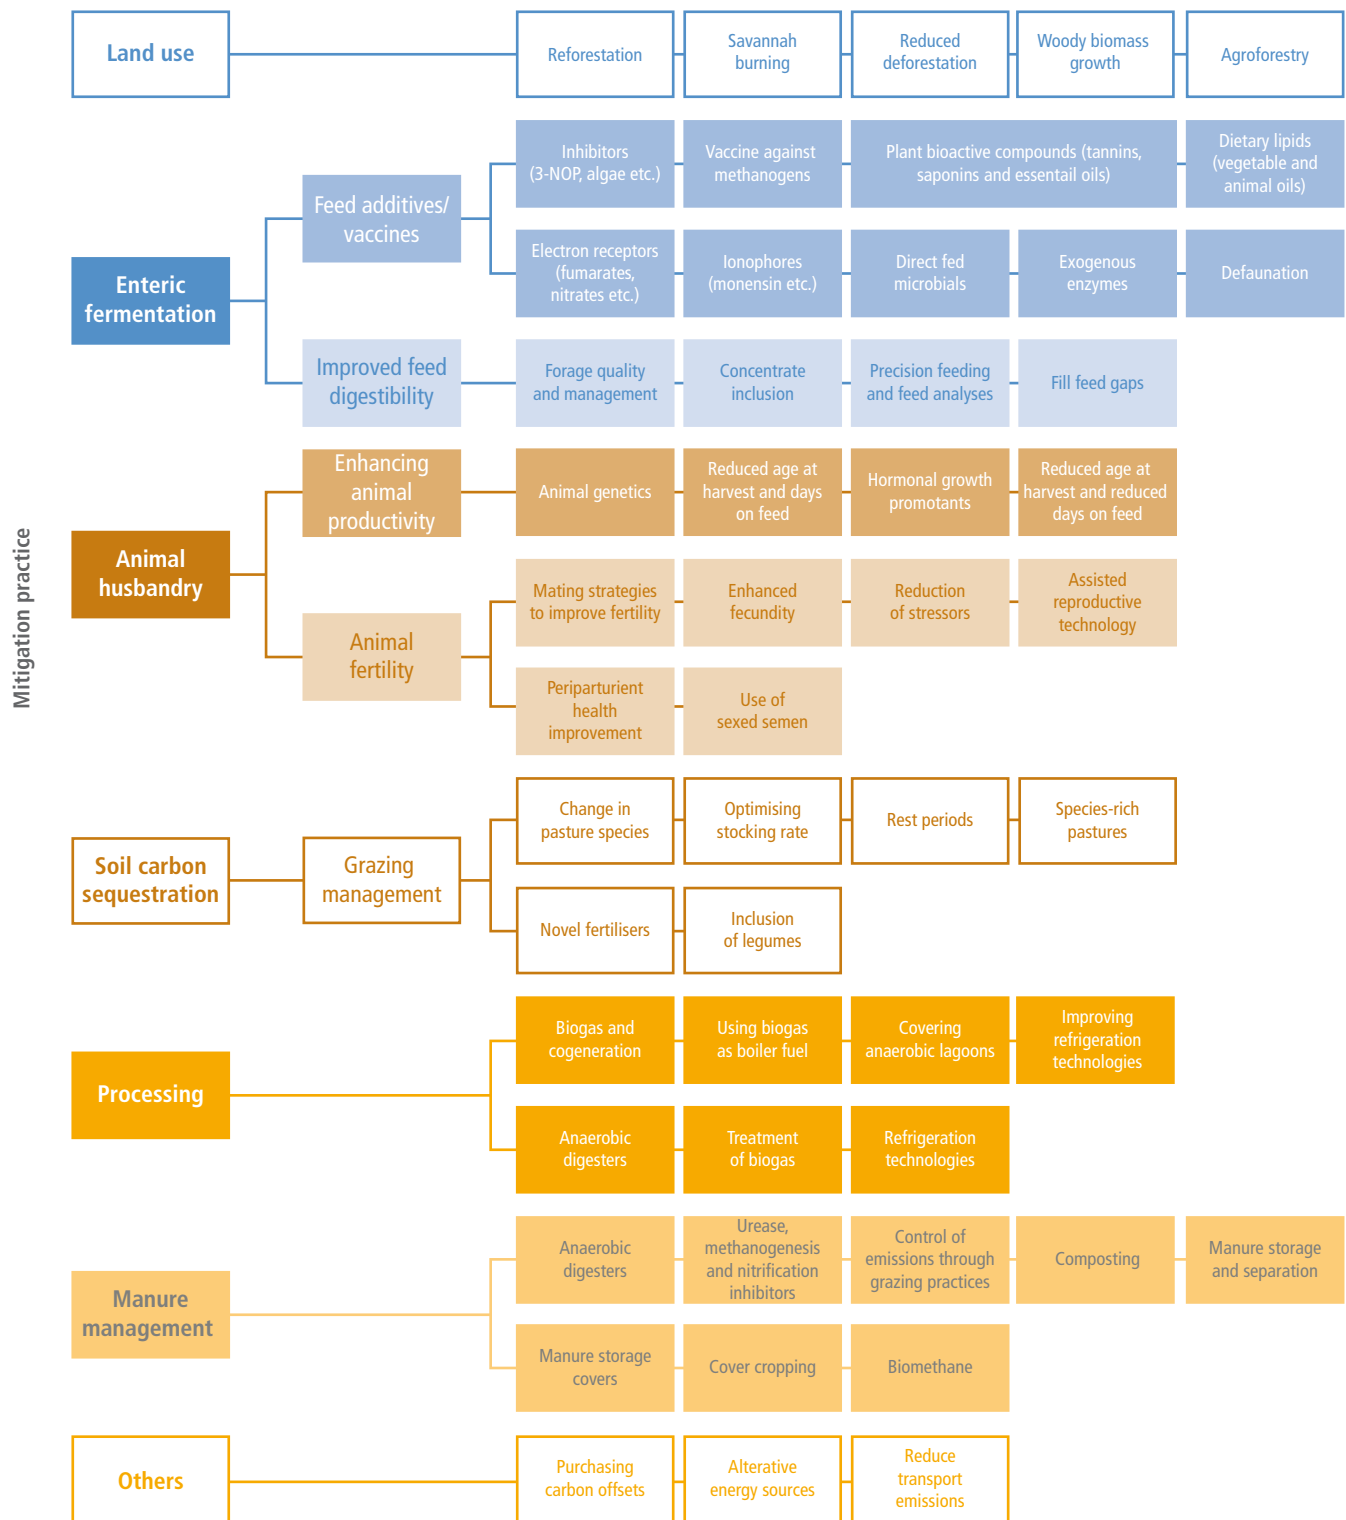 Mitigation practice
Land use
Reforestation
Savannah
burning
Reduced
deforestation
Woody biomass
growth
Agroforestry
Enteric
fermentation
Feed additives/
vaccines
Inhibitors
(3-NOP, algae etc.)
Vaccine against
methanogens
Plant bioactive compounds (tannins,
saponins and essentail oils)
Dietary lipids
(vegetable and
animal oils)
Electron receptors
(fumarates,
nitrates etc.)
Ionophores
(monensin etc.)
Direct fed
microbials
Exogenous
enzymes
Defaunation
Improved feed
digestibility
Forage quality
and management
Concentrate
inclusion
Precision feeding
and feed analyses
Fill feed gaps
Animal
husbandry
Enhancing
animal
productivity
Animal genetics
Reduced age at
harvest and days
on feed
Hormonal growth
promotants
Reduced age at
harvest and reduced
days on feed
Animal
fertility
Mating strategies
to improve fertility
Enhanced
fecundity
Reduction
of stressors
Assisted
reproductive
technology
Periparturient
health
improvement
Use of
sexed semen
Soil carbon
sequestration
Grazing
management
Change in
pasture species
Optimising
stocking rate
Rest periods
Species-rich
pastures
Novel fertilisers
Inclusion
of legumes
Processing
Biogas and
cogeneration
Using biogas
as boiler fuel
Covering
anaerobic lagoons
Improving
refrigeration
technologies
Anaerobic
digesters
Treatment
of biogas
Refrigeration
technologies
Manure
management
Anaerobic
digesters
Urease,
methanogenesis
and nitrification
inhibitors
Control of
emissions through
grazing practices
Composting
Manure storage
and separation
Manure storage
covers
Cover cropping
Biomethane
Others
Purchasing
carbon offsets
Alterative
energy sources
Reduce
transport
emissions